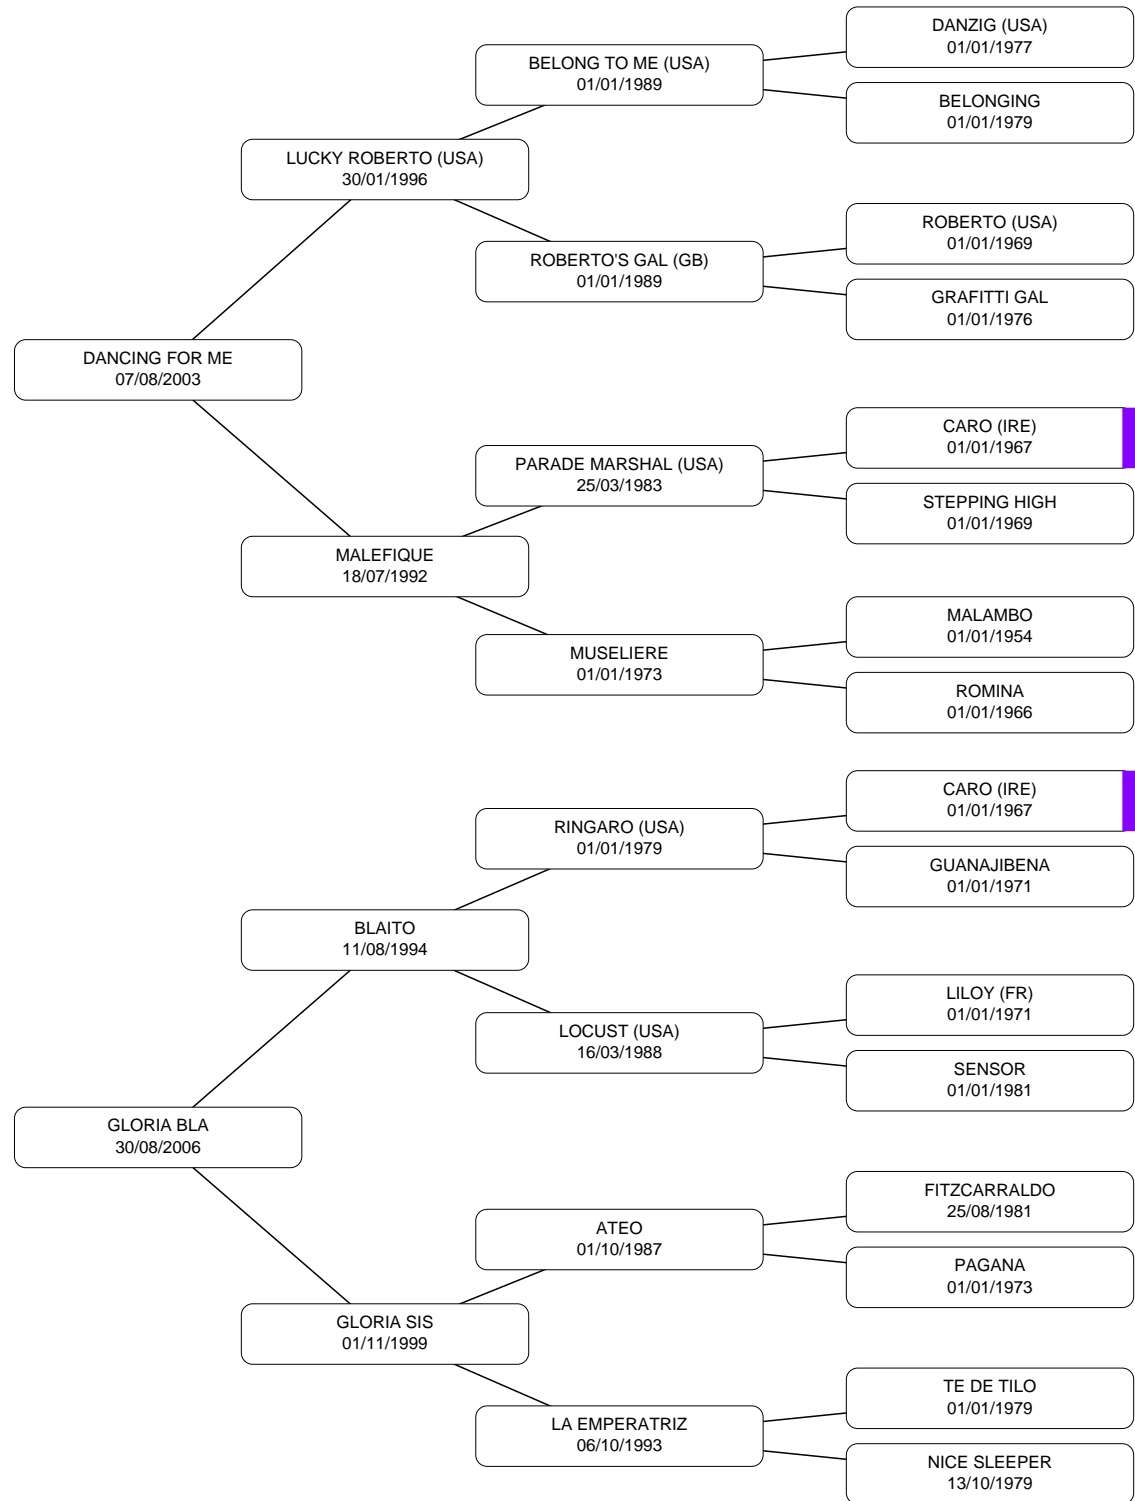 DANZIG (USA)
01/01/1977
BELONG TO ME (USA)
01/01/1989
BELONGING
01/01/1979
LUCKY ROBERTO (USA)
30/01/1996
ROBERTO (USA)
01/01/1969
ROBERTO'S GAL (GB)
01/01/1989
GRAFITTI GAL
01/01/1976
DANCING FOR ME
07/08/2003
CARO (IRE)
01/01/1967
PARADE MARSHAL (USA)
25/03/1983
STEPPING HIGH
01/01/1969
MALEFIQUE
18/07/1992
MALAMBO
01/01/1954
MUSELIERE
01/01/1973
ROMINA
01/01/1966
CARO (IRE)
01/01/1967
RINGARO (USA)
01/01/1979
GUANAJIBENA
01/01/1971
BLAITO
11/08/1994
LILOY (FR)
01/01/1971
LOCUST (USA)
16/03/1988
SENSOR
01/01/1981
GLORIA BLA
30/08/2006
FITZCARRALDO
25/08/1981
ATEO
01/10/1987
PAGANA
01/01/1973
GLORIA SIS
01/11/1999
TE DE TILO
01/01/1979
LA EMPERATRIZ
06/10/1993
NICE SLEEPER
13/10/1979